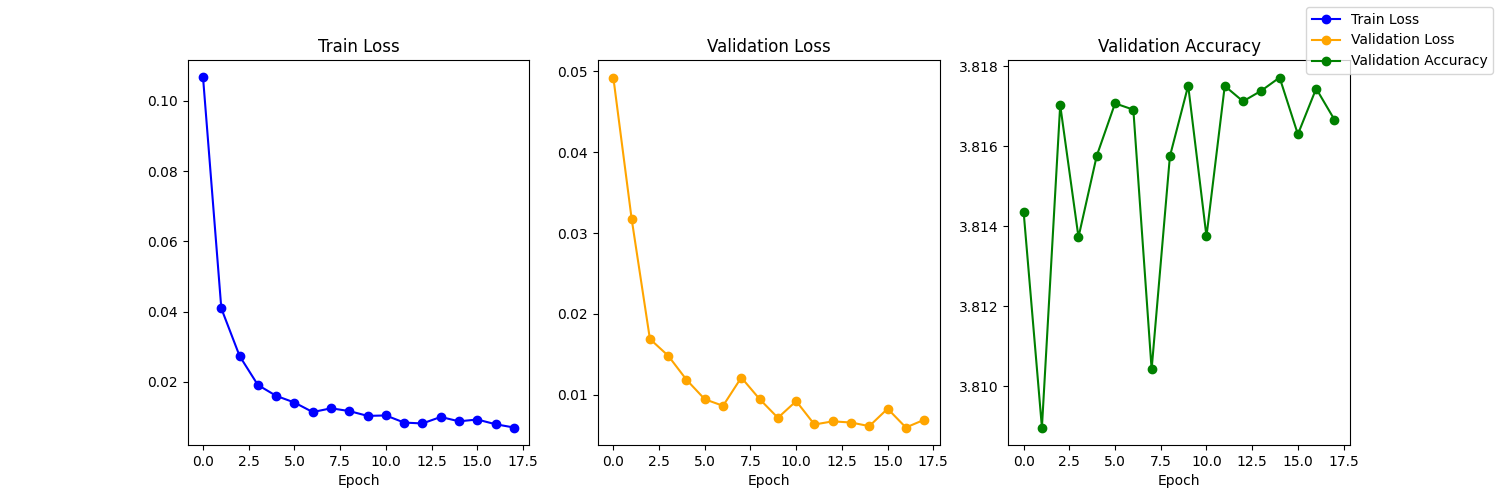 Train Loss
Validation Loss
Validation Accuracy
Train Loss
Validation Loss
Validation Accuracy
0.10
0.08
0.06
0.04
0.02
0.0 2.5 5.0 7.5 10.0 12.5 15.0 17.5
Epoch
0.05
0.04
0.03
0.02
0.01
0.0 2.5 5.0 7.5 10.0 12.5 15.0 17.5
Epoch
3.818
3.816
3.814
3.812
3.810
0.0 2.5 5.0 7.5 10.0 12.5 15.0 17.5
Epoch